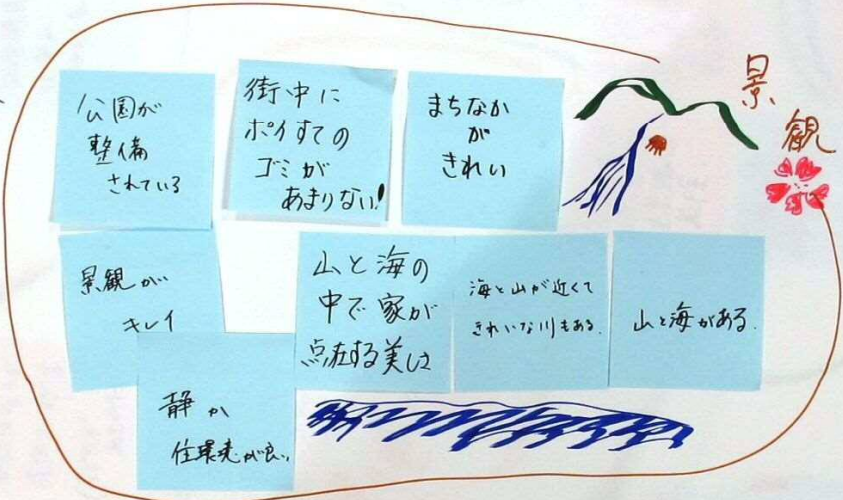 景
観
公園が
整備
されている
街中に
ポイすての
ゴミが
あまりない!
まちなか
が
きれい
景観が
キレイ
山と海の
中で家が
点在する美しさ
海と山が近くて
きれいな川もある.
山と海がある.
静か
住環境が良い,